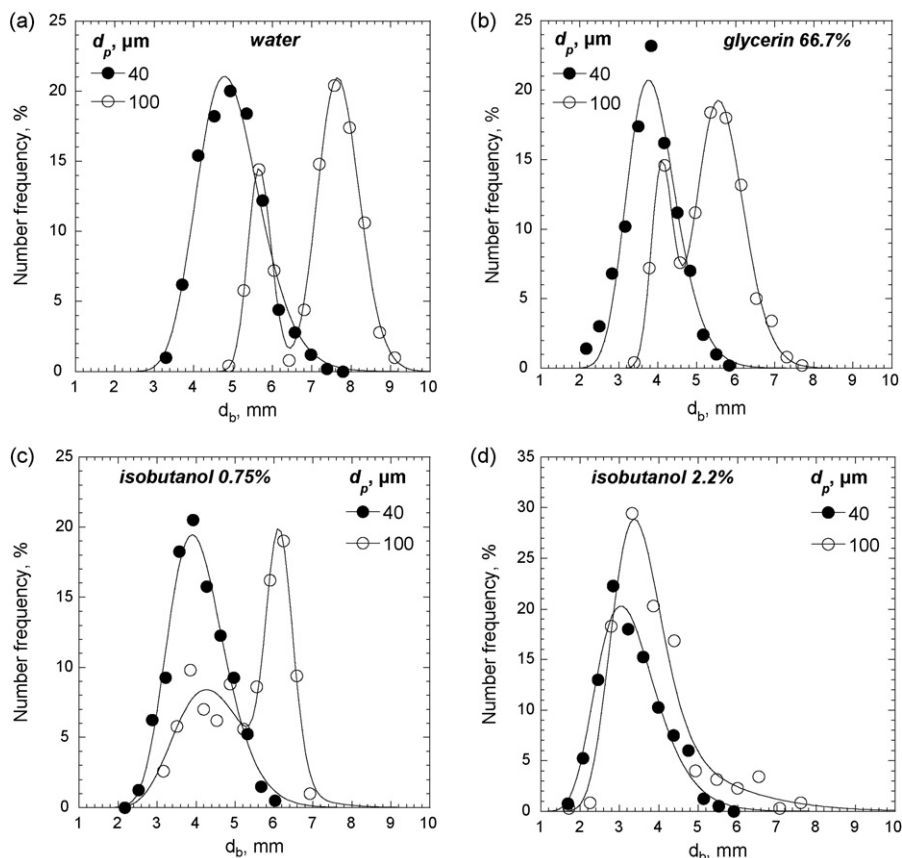 (a)
d_p, µm
water
40
100
Number frequency, %
25
20
15
10
5
0
1 2 3 4 5 6 7 8 9 10
d_b, mm
(b)
d_p, µm
glycerin 66.7%
40
100
Number frequency, %
25
20
15
10
5
0
1 2 3 4 5 6 7 8 9 10
d_b, mm
(c)
isobutanol 0.75%
d_p, µm
40
100
Number frequency, %
25
20
15
10
5
0
1 2 3 4 5 6 7 8 9 10
d_b, mm
(d)
isobutanol 2.2%
d_p, µm
40
100
Number frequency, %
35
30
25
20
15
10
5
0
1 2 3 4 5 6 7 8 9 10
d_b, mm